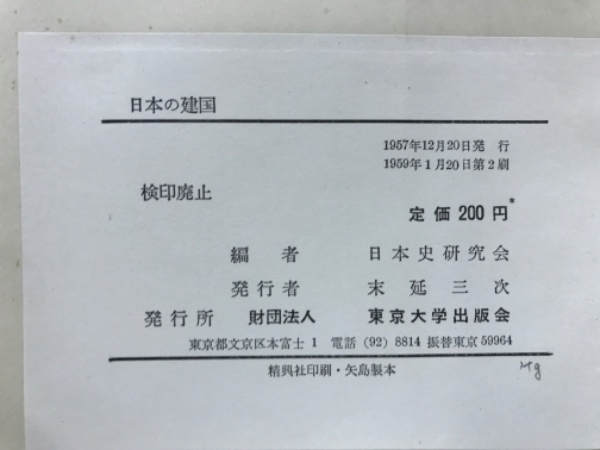 日本の建国
1957年12月20日発 行
1959年1月20日第2刷
検印廃止
定価 200 円*
編 者 日本史研究会
発行者 末延三次
発行所 財団法人 東京大学出版会
東京都文京区本富士 1 電話 (92) 8814 振替東京 59964
精興社印刷・矢島製本